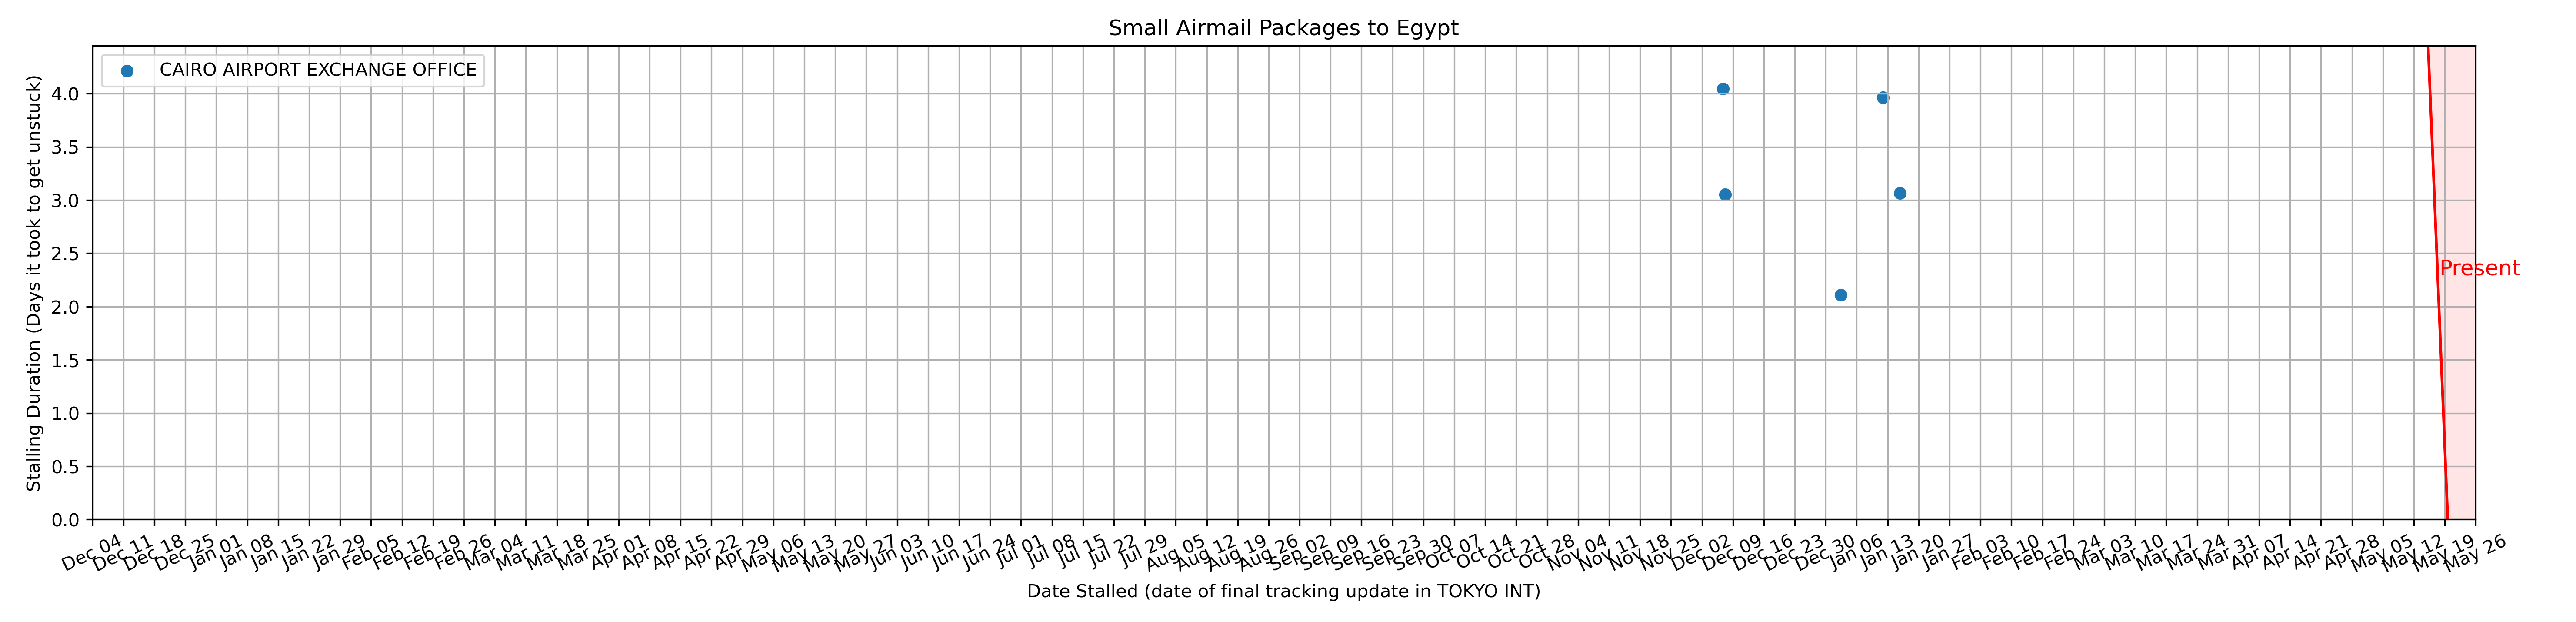 Small Airmail Packages to Egypt
CAIRO AIRPORT EXCHANGE OFFICE
Stalling Duration (Days it took to get unstuck)
4.0
3.5
3.0
2.5
2.0
1.5
1.0
0.5
0.0
Present
Dec 04
Dec 11
Dec 18
Dec 25
Jan 01
Jan 08
Jan 15
Jan 22
Jan 29
Feb 05
Feb 12
Feb 19
Feb 26
Mar 04
Mar 11
Mar 18
Mar 25
Apr 01
Apr 08
Apr 15
Apr 22
Apr 29
May 06
May 13
May 20
May 27
Jun 03
Jun 10
Jun 17
Jun 24
Jul 01
Jul 08
Jul 15
Jul 22
Jul 29
Aug 05
Aug 12
Aug 19
Aug 26
Sep 02
Sep 09
Sep 16
Sep 23
Sep 30
Oct 07
Oct 14
Oct 21
Oct 28
Nov 04
Nov 11
Nov 18
Nov 25
Dec 02
Dec 09
Dec 16
Dec 23
Dec 30
Jan 06
Jan 13
Jan 20
Jan 27
Feb 03
Feb 10
Feb 17
Feb 24
Mar 03
Mar 10
Mar 17
Mar 24
Mar 31
Apr 07
Apr 14
Apr 21
Apr 28
May 05
May 12
May 19
May 26
Date Stalled (date of final tracking update in TOKYO INT)